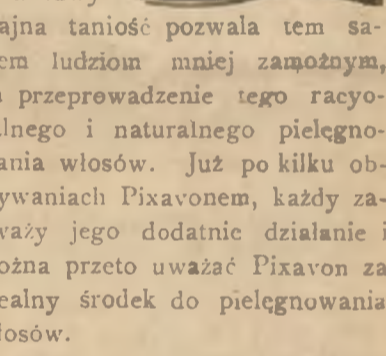 ajna taniość pozwala tem sa-
em ludziom mniej zamożnym,
przeprowadzenie tego racyo-
lnego i naturalnego pielęgno-
ania włosów. Już po kilku ob-
ywaniach Pixavonem, każdy za-
waży jego dodatnie działanie i
ożna przeto uważać Pixavon za
ealny środek do pielęgnowania
łosów.